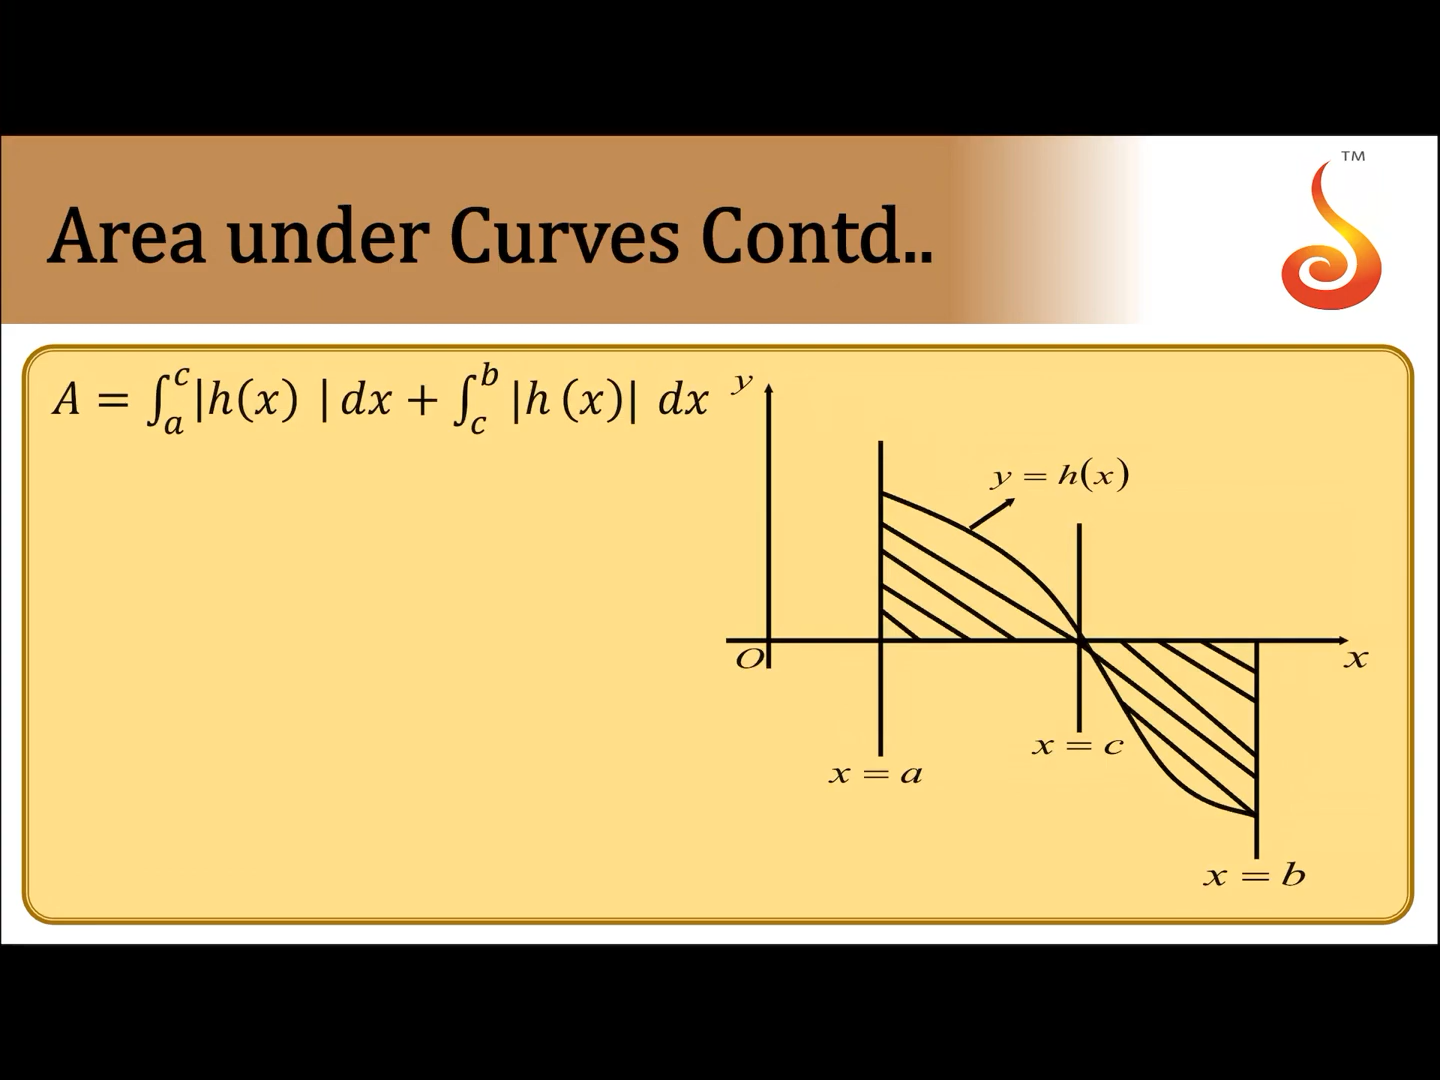 TM
Area under Curves Contd..
A = ∫_a^c |h(x) | dx + ∫_c^b |h (x)| dx
y
y = h(x)
O
x
x = c
x = a
x = b